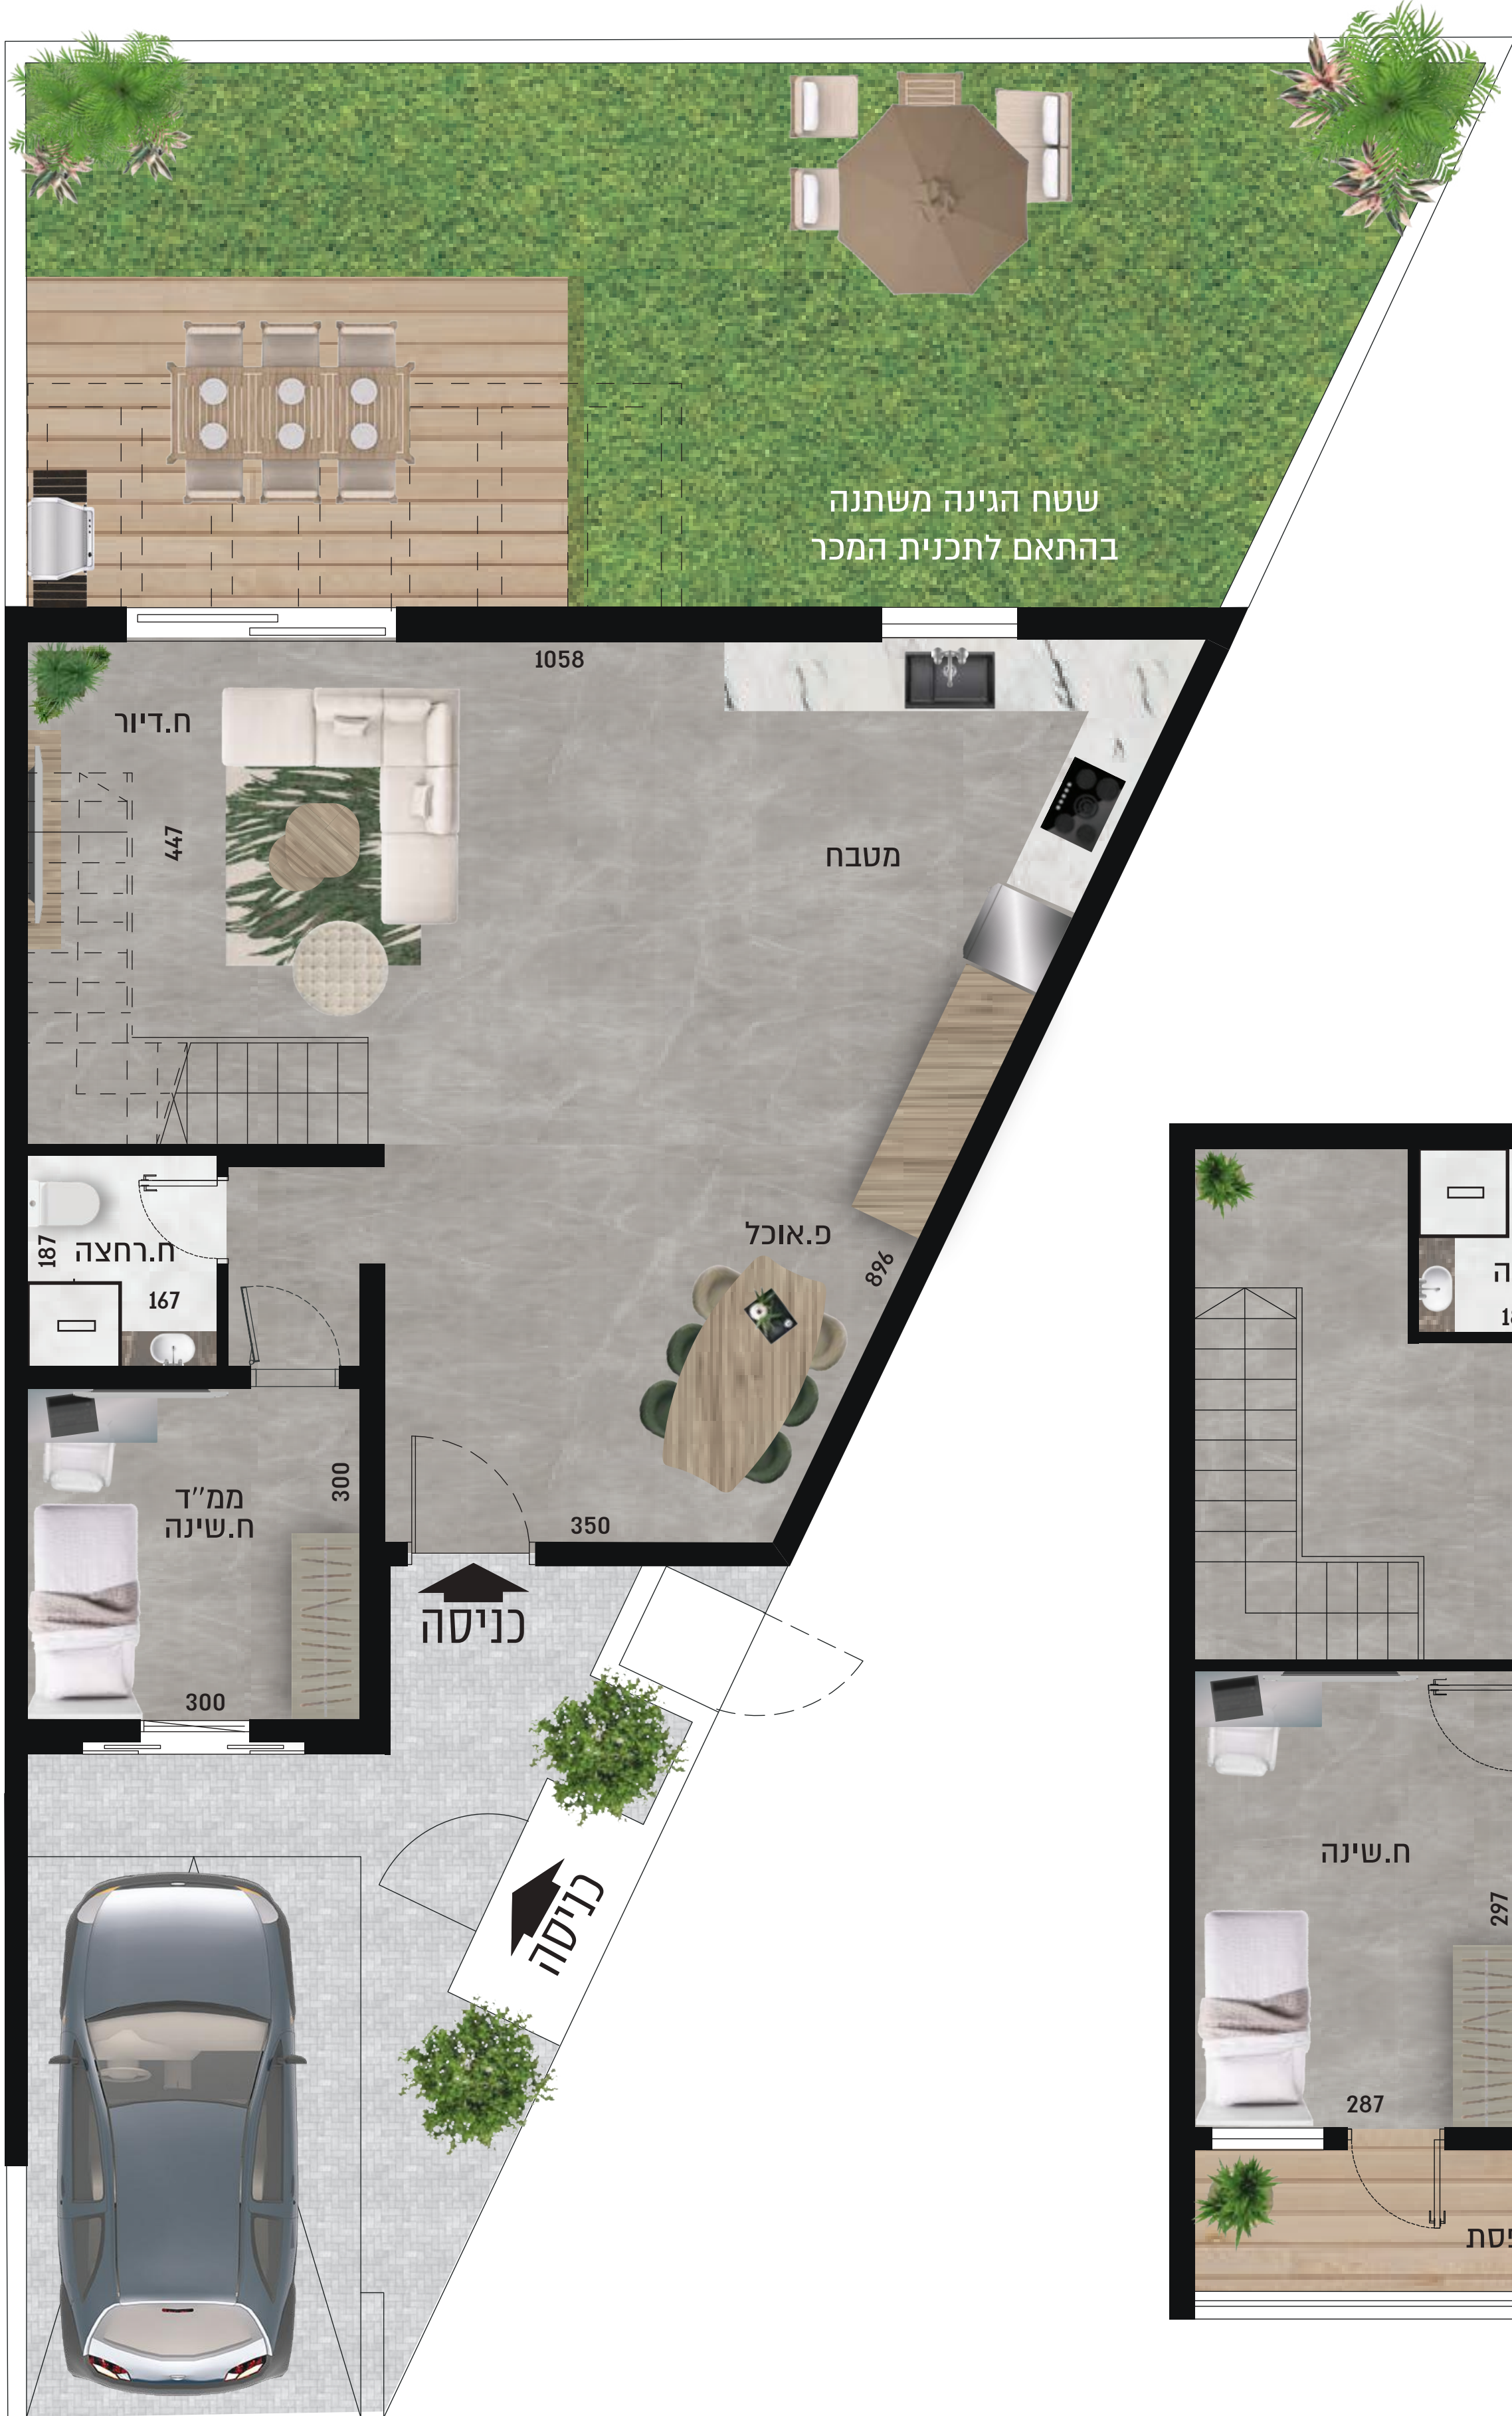 שטח הגינה משתנה
בהתאם לתכנית המכר
1058
ח.דיור
447
מטבח
פ.אוכל
896
187
ח.רחצה
167
300
ממ״ד
ח.שינה
300
350
כניסה
כניסה
ח.שינה
297
287